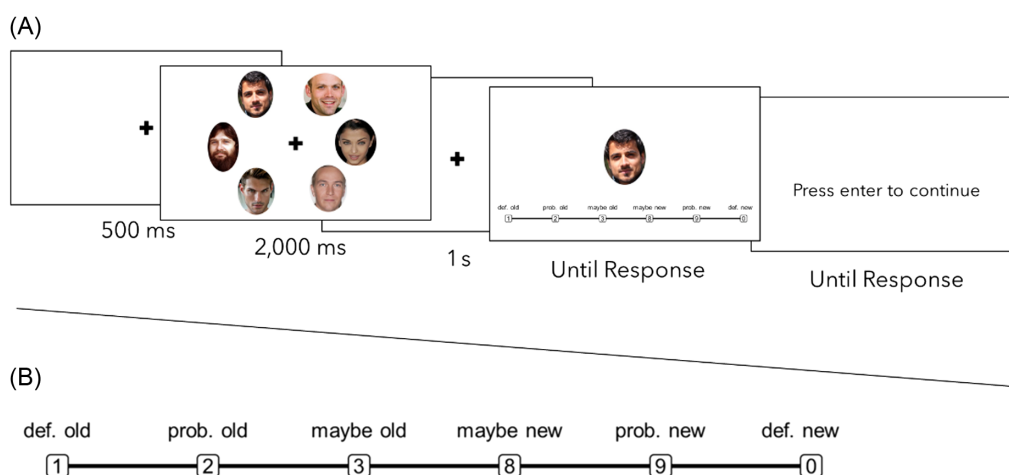 (A)
def. old prob. old maybe old maybe new prob. new def. new
1 2 3 8 9 0
Press enter to continue
500 ms
2,000 ms
1 s
Until Response
Until Response
(B)
def. old prob. old maybe old maybe new prob. new def. new
1 2 3 8 9 0